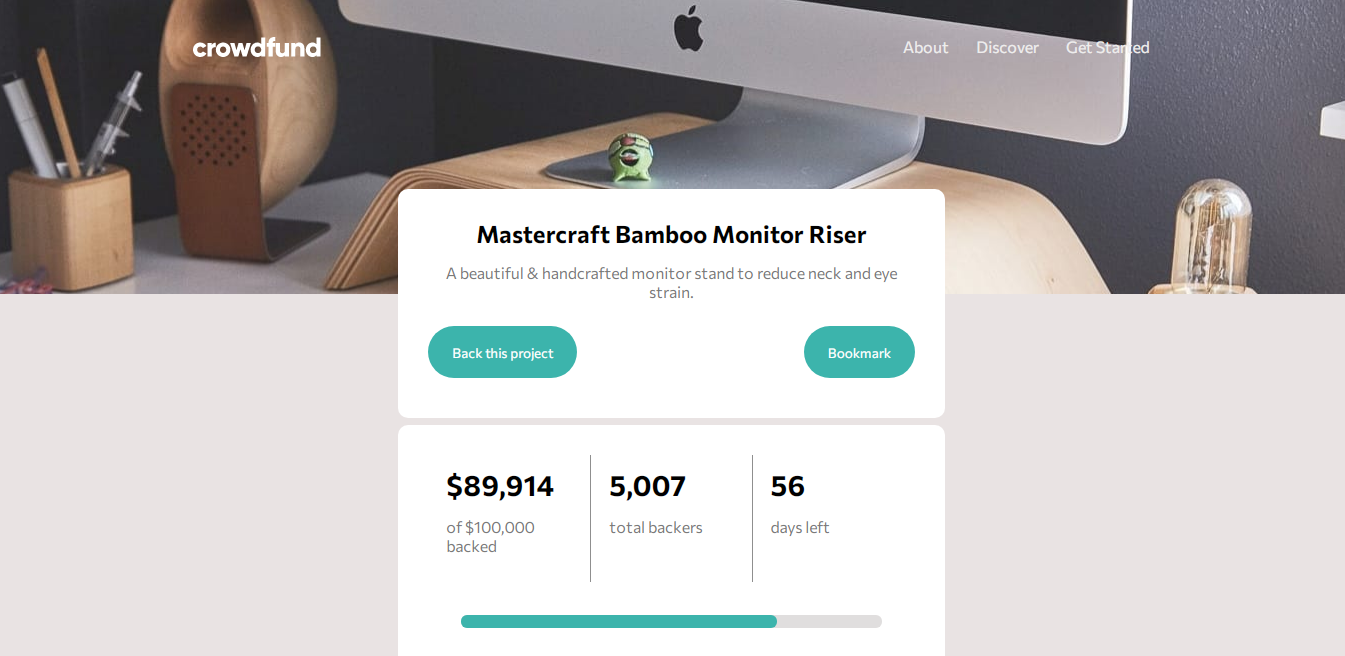 crowdfund
About Discover Get Started
Mastercraft Bamboo Monitor Riser
A beautiful & handcrafted monitor stand to reduce neck and eye
strain.
Back this project Bookmark
$89,914 5,007 56
of $100,000 total backers days left
backed